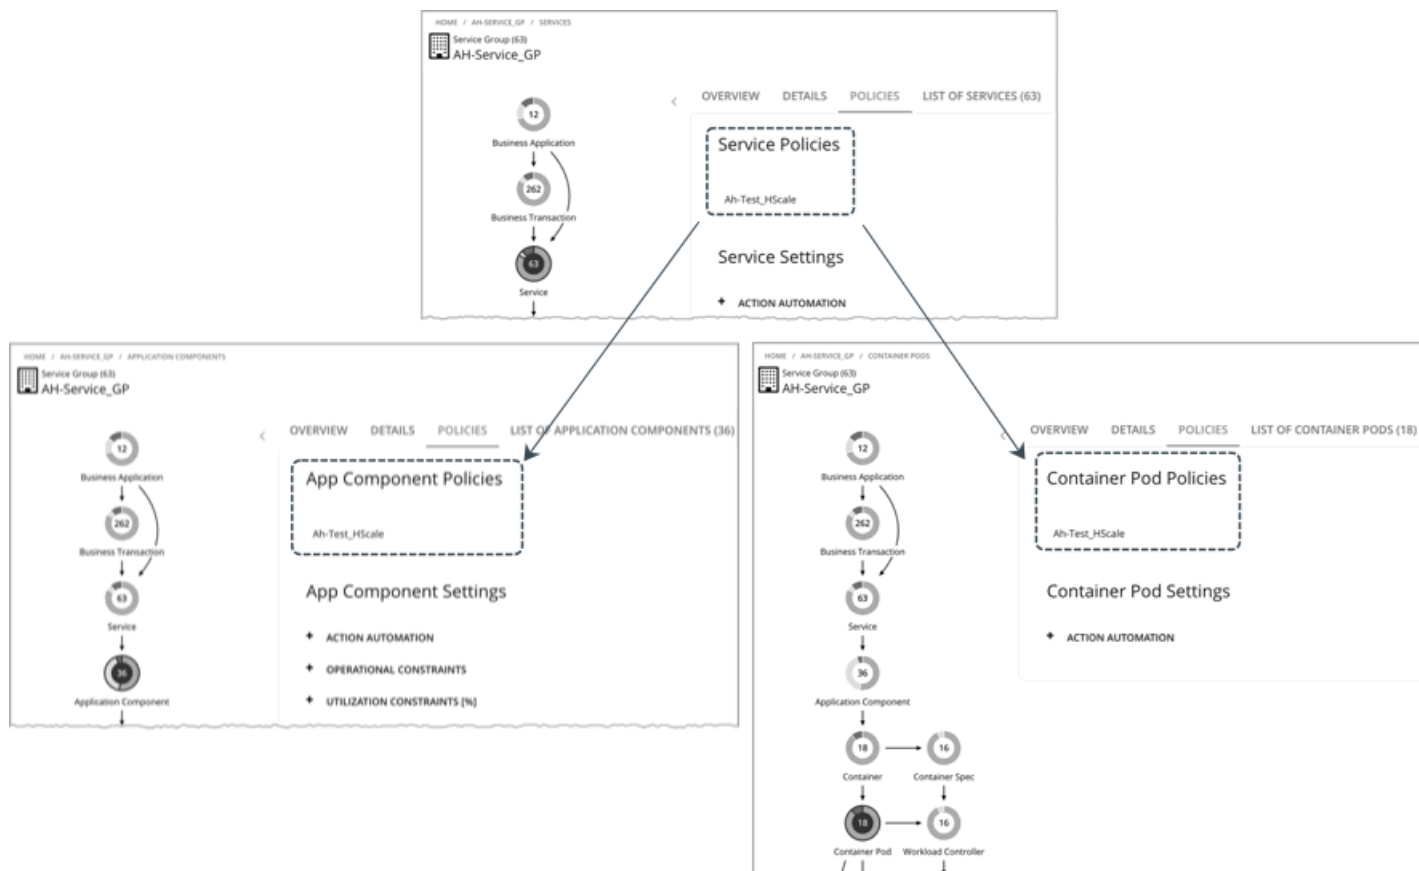 HOME / AH-SERVICE_GP / SERVICES
Service Group (63)
AH-Service_GP
12
Business Application
262
Business Transaction
63
Service
OVERVIEW DETAILS POLICIES LIST OF SERVICES (63)
Service Policies
Ah-Test_HScale
Service Settings
+ ACTION AUTOMATION
HOME / AH-SERVICE_GP / APPLICATION COMPONENTS
Service Group (63)
AH-Service_GP
12
Business Application
262
Business Transaction
63
Service
36
Application Component
OVERVIEW DETAILS POLICIES LIST OF APPLICATION COMPONENTS (36)
App Component Policies
Ah-Test_HScale
App Component Settings
+ ACTION AUTOMATION
+ OPERATIONAL CONSTRAINTS
+ UTILIZATION CONSTRAINTS [%]
HOME / AH-SERVICE_GP / CONTAINER PODS
Service Group (63)
AH-Service_GP
12
Business Application
262
Business Transaction
63
Service
36
Application Component
18 16
Container Container Spec
18 16
Container Pod Workload Controller
OVERVIEW DETAILS POLICIES LIST OF CONTAINER PODS (18)
Container Pod Policies
Ah-Test_HScale
Container Pod Settings
+ ACTION AUTOMATION